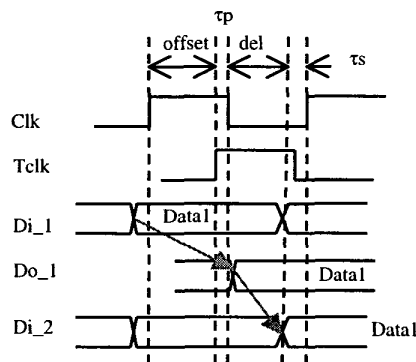 τp
offset del τs
Clk
Tclk
Data1
Di_1
Do_1 Data1
Di_2 Data1